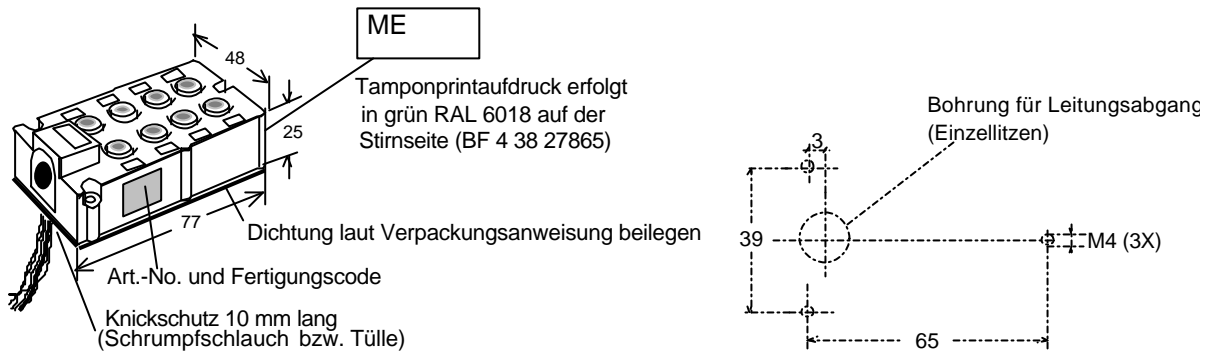 ME
48
Tamponprintaufdruck erfolgt
in grün RAL 6018 auf der
Stirnseite (BF 4 38 27865)
25
77
Dichtung laut Verpackungsanweisung beilegen
Art.-No. und Fertigungscode
Knickschutz 10 mm lang
(Schrumpfschlauch bzw. Tülle)
Bohrung für Leitungsabgang
(Einzellitzen)
3
39
M4 (3X)
65